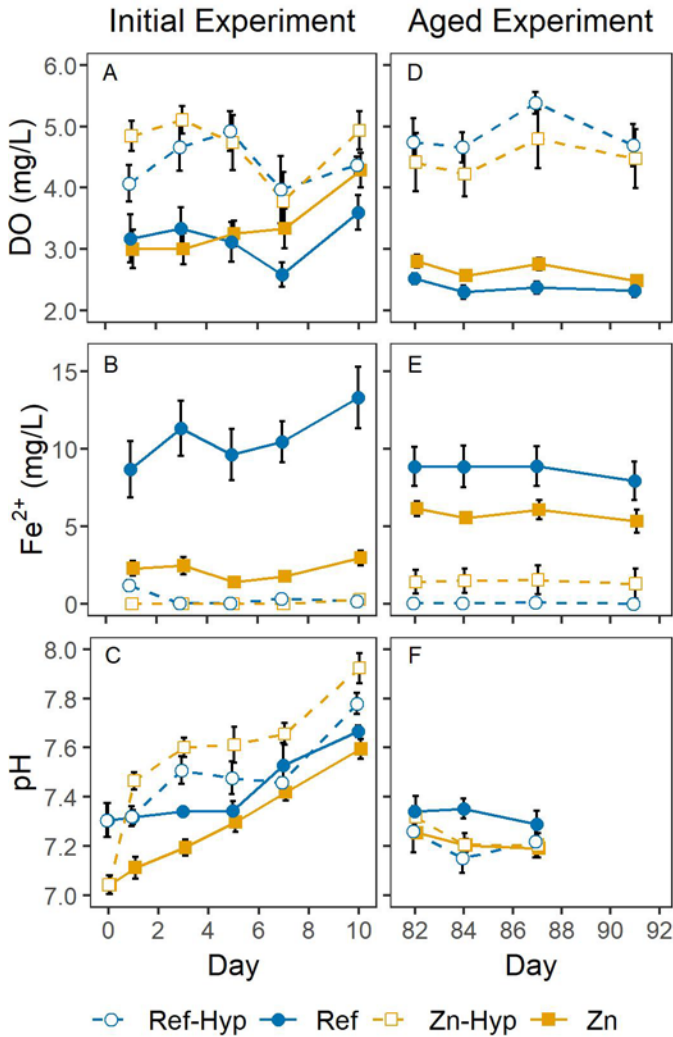 Initial Experiment Aged Experiment
A D
6.0
5.0
4.0
3.0
2.0
DO (mg/L)
B E
15
10
5
0
Fe2+ (mg/L)
C F
8.0
7.8
7.6
7.4
7.2
7.0
pH
0 2 4 6 8 10 82 84 86 88 90 92
Day Day
Ref-Hyp Ref Zn-Hyp Zn